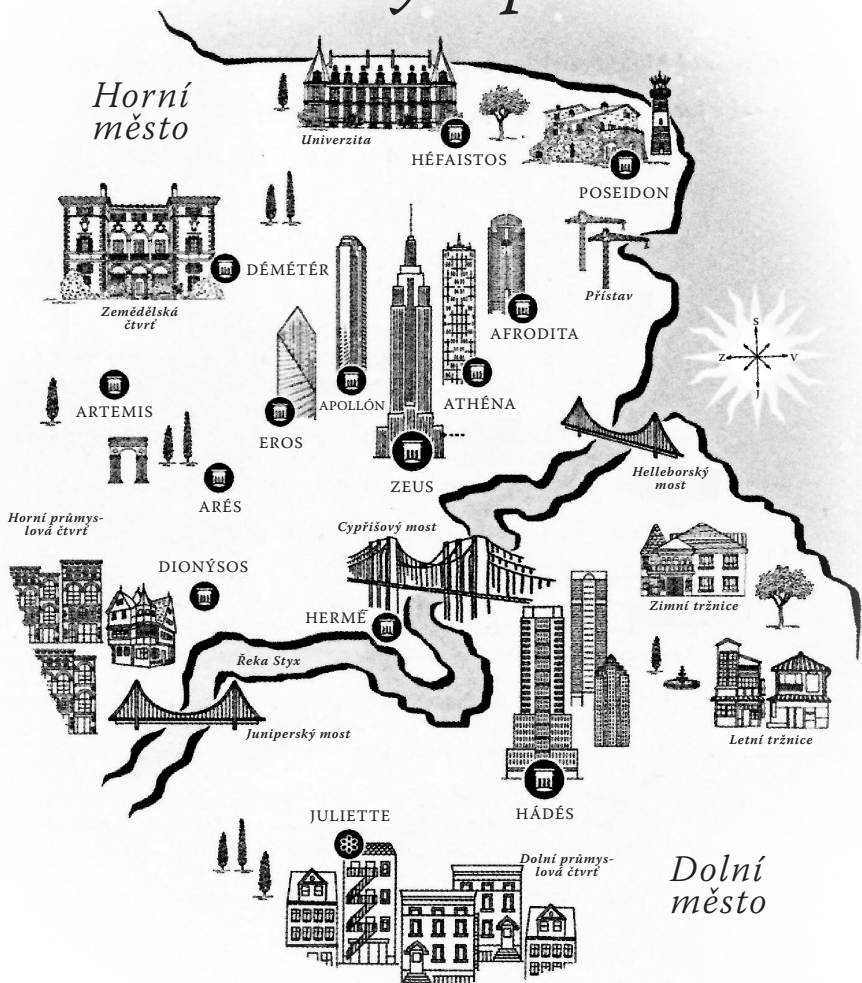 Horní
město
Univerzita
HÉFAISTOS
POSEIDON
DÉMÉTÉR
Zemědělská
čtvrť
Přístav
AFRODITA
S
Z
V
J
ARTEMIS
APOLLÓN
ATHÉNA
EROS
ZEUS
Helleborský
most
ARÉS
Horní průmys-
lová čtvrť
Cypřišový most
DIONÝSOS
Zimní tržnice
HERMÉ
Řeka Styx
Juniperský most
Letní tržnice
HÁDÉS
JULIETTE
Dolní průmys-
lová čtvrť
Dolní
město